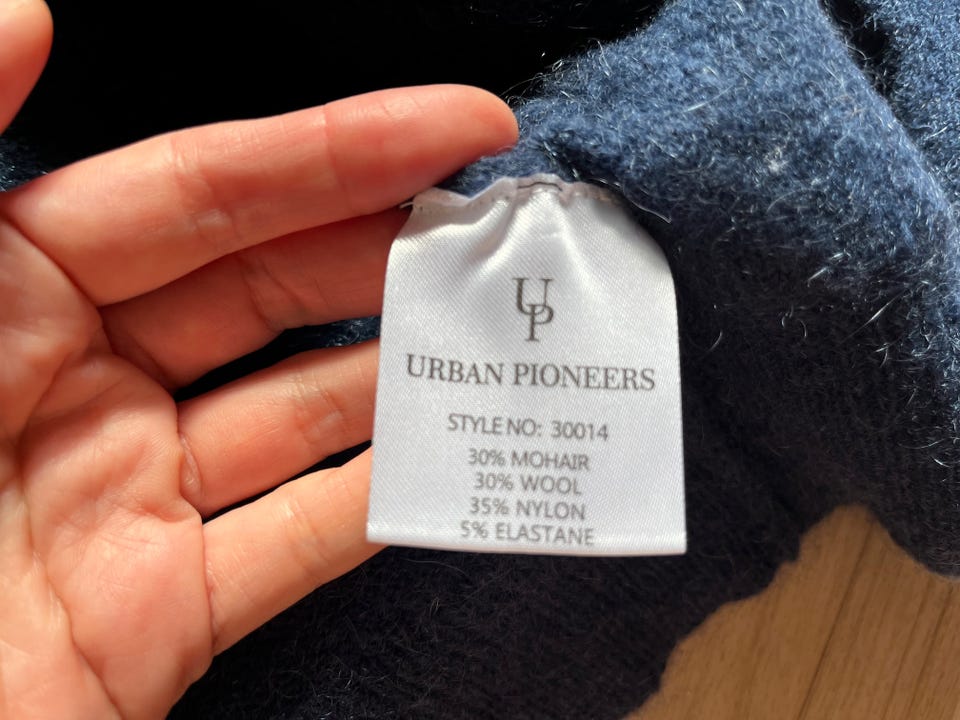 UP
URBAN PIONEERS
STYLE NO: 30014
30% MOHAIR
30% WOOL
35% NYLON
5% ELASTANE